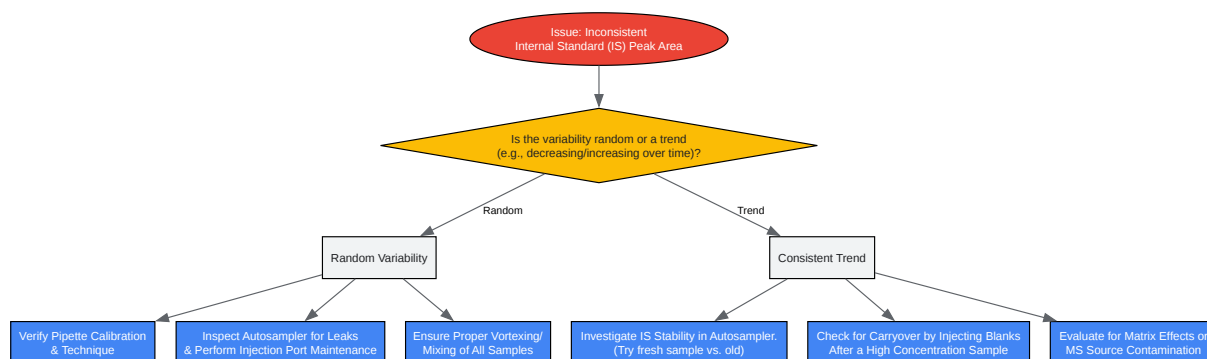 Issue: Inconsistent
Internal Standard (IS) Peak Area
Is the variability random or a trend
(e.g., decreasing/increasing over time)?
Random
Trend
Random Variability
Consistent Trend
Verify Pipette Calibration
& Technique
Inspect Autosampler for Leaks
& Perform Injection Port Maintenance
Ensure Proper Vortexing/
Mixing of All Samples
Investigate IS Stability in Autosampler.
(Try fresh sample vs. old)
Check for Carryover by Injecting Blanks
After a High Concentration Sample
Evaluate for Matrix Effects or
MS Source Contamination